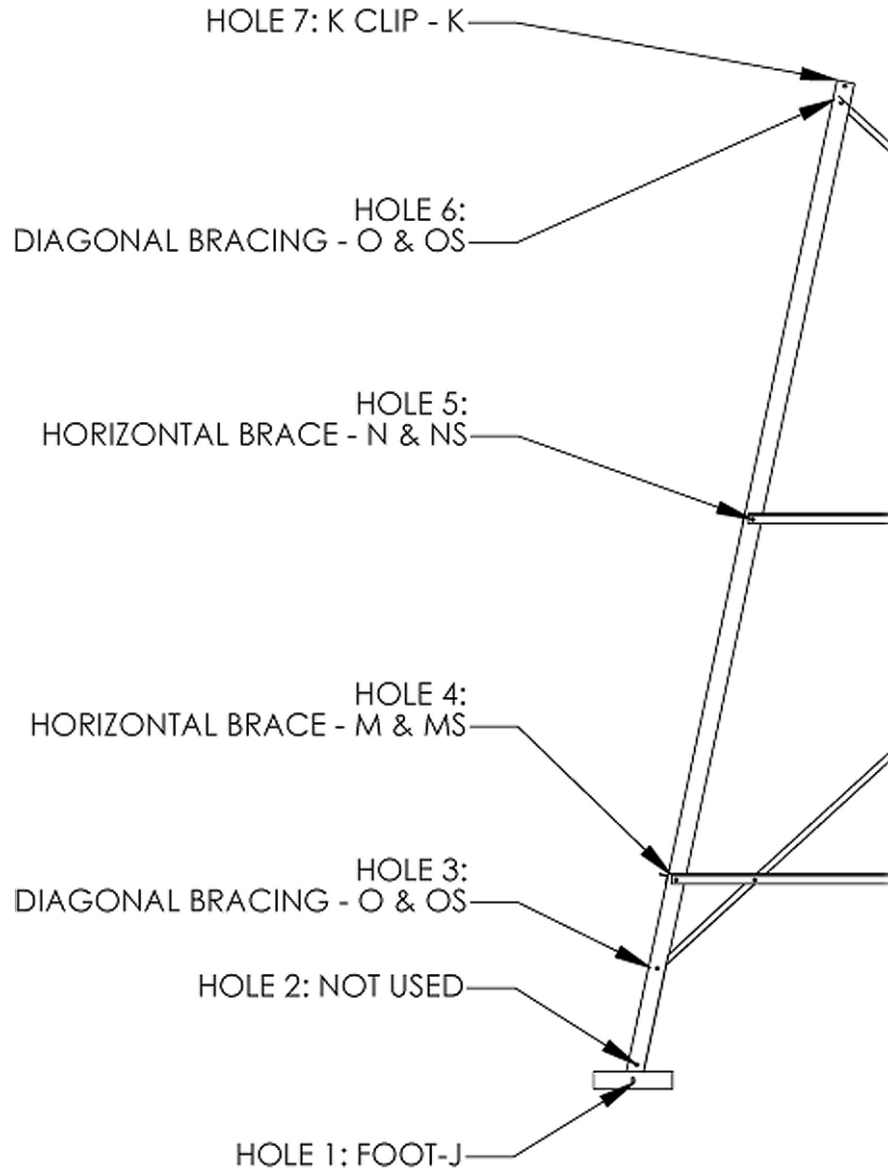 HOLE 7: K CLIP - K
HOLE 6:
DIAGONAL BRACING - O & OS
HOLE 5:
HORIZONTAL BRACE - N & NS
HOLE 4:
HORIZONTAL BRACE - M & MS
HOLE 3:
DIAGONAL BRACING - O & OS
HOLE 2: NOT USED
HOLE 1: FOOT-J